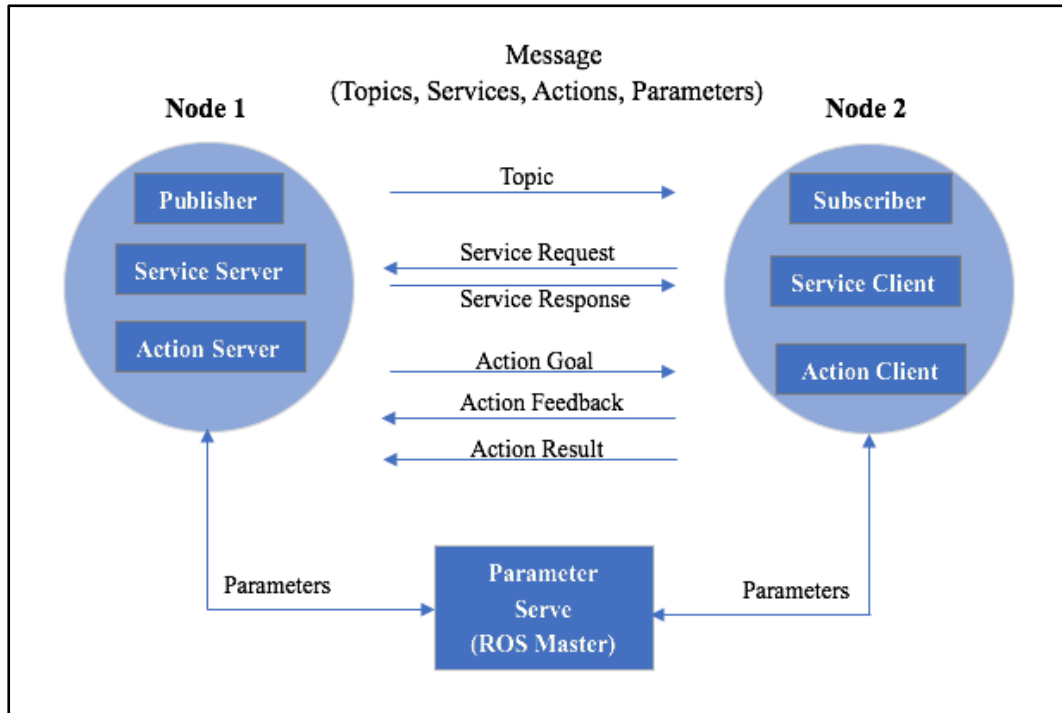 Message
(Topics, Services, Actions, Parameters)
Node 1
Node 2
Publisher
Topic
Subscriber
Service Server
Service Request
Service Client
Service Response
Action Server
Action Goal
Action Client
Action Feedback
Action Result
Parameters
Parameter
Serve
(ROS Master)
Parameters